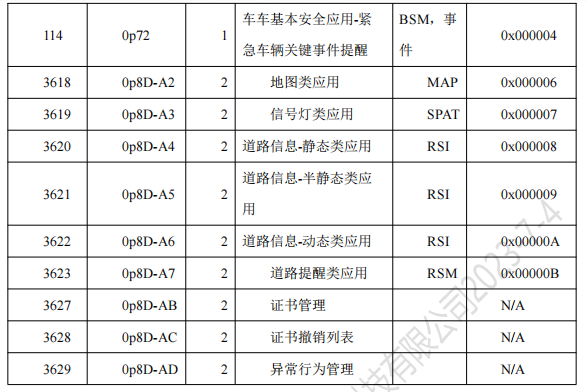 114 0p72 1 车车基本安全应用-紧急车辆关键事件提醒 BSM，事件 0x000004
3618 0p8D-A2 2 地图类应用 MAP 0x000006
3619 0p8D-A3 2 信号灯类应用 SPAT 0x000007
3620 0p8D-A4 2 道路信息-静态类应用 RSI 0x000008
3621 0p8D-A5 2 道路信息-半静态类应用 RSI 0x000009
3622 0p8D-A6 2 道路信息-动态类应用 RSI 0x00000A
3623 0p8D-A7 2 道路提醒类应用 RSM 0x00000B
3627 0p8D-AB 2 证书管理 N/A
3628 0p8D-AC 2 证书撤销列表 N/A
3629 0p8D-AD 2 异常行为管理 N/A
技有限公司2023-7-4